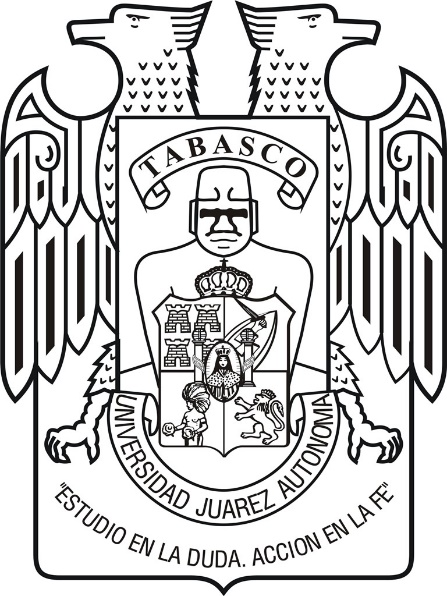 TABASCO
UNIVERSIDAD JUAREZ AUTONOMA
"ESTUDIO EN LA DUDA. ACCION EN LA FE"